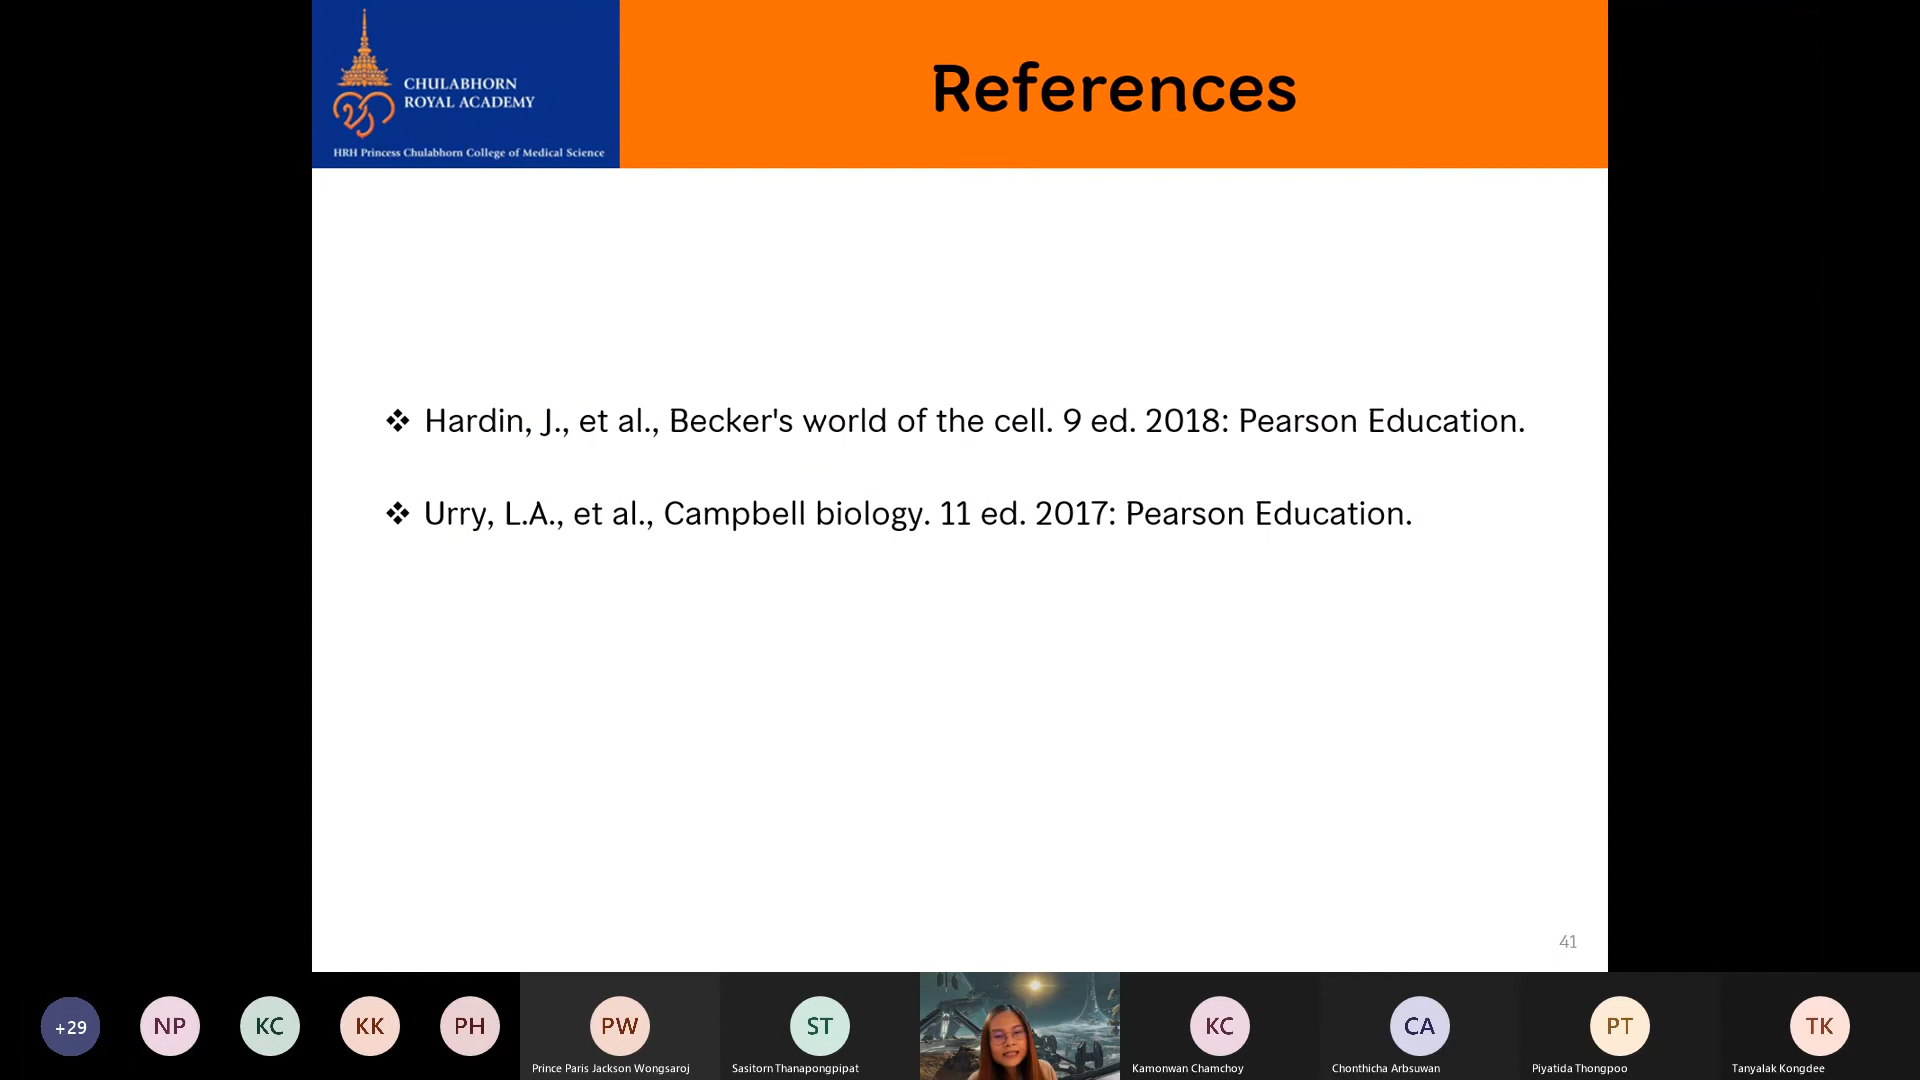 CHULABHORN
ROYAL ACADEMY
HRH Princess Chulabhorn College of Medical Science
References
❖ Hardin, J., et al., Becker's world of the cell. 9 ed. 2018: Pearson Education.
❖ Urry, L.A., et al., Campbell biology. 11 ed. 2017: Pearson Education.
41
+29
NP
KC
KK
PH
PW
Prince Paris Jackson Wongsaroj
ST
Sasitorn Thanapongpipat
KC
Kamonwan Chamchoy
CA
Chonthicha Arbsuwan
PT
Piyatida Thongpoo
TK
Tanyalak Kongdee